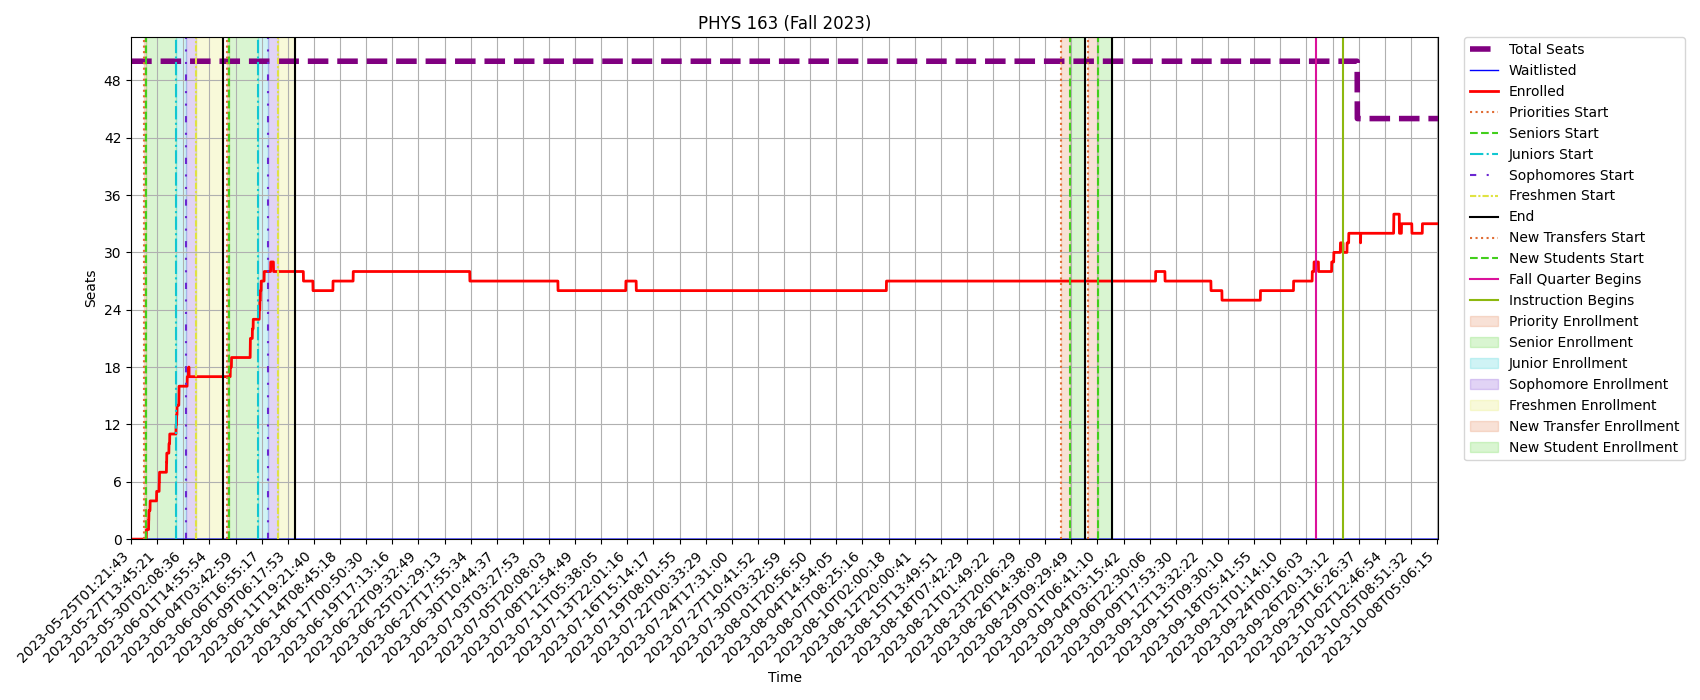 PHYS 163 (Fall 2023)
Seats
48
42
36
30
24
18
12
6
0
2023-05-25T01:21:43
2023-05-27T13:45:21
2023-05-30T02:08:36
2023-06-01T14:55:54
2023-06-04T03:42:59
2023-06-06T16:55:17
2023-06-09T06:17:53
2023-06-11T19:21:40
2023-06-14T08:45:18
2023-06-17T00:50:30
2023-06-19T17:13:16
2023-06-22T09:32:49
2023-06-25T01:29:13
2023-06-27T17:55:34
2023-06-30T10:44:37
2023-07-03T03:27:53
2023-07-05T20:08:03
2023-07-08T12:54:49
2023-07-11T05:38:05
2023-07-13T22:01:16
2023-07-16T15:14:17
2023-07-19T08:01:55
2023-07-22T00:33:29
2023-07-24T17:31:00
2023-07-27T10:41:52
2023-07-30T03:32:59
2023-08-01T20:56:50
2023-08-04T14:54:05
2023-08-07T08:25:16
2023-08-10T02:00:18
2023-08-12T20:00:41
2023-08-15T13:49:51
2023-08-18T07:42:29
2023-08-21T01:49:22
2023-08-23T20:06:29
2023-08-26T14:38:09
2023-08-29T09:29:49
2023-09-01T06:41:10
2023-09-04T03:15:42
2023-09-06T22:30:06
2023-09-09T17:53:30
2023-09-12T13:32:22
2023-09-15T09:30:10
2023-09-18T05:41:55
2023-09-21T01:14:10
2023-09-24T00:16:03
2023-09-26T20:13:12
2023-09-29T16:26:37
2023-10-02T12:46:54
2023-10-05T08:51:32
2023-10-08T05:06:15
Time
Total Seats
Waitlisted
Enrolled
Priorities Start
Seniors Start
Juniors Start
Sophomores Start
Freshmen Start
End
New Transfers Start
New Students Start
Fall Quarter Begins
Instruction Begins
Priority Enrollment
Senior Enrollment
Junior Enrollment
Sophomore Enrollment
Freshmen Enrollment
New Transfer Enrollment
New Student Enrollment